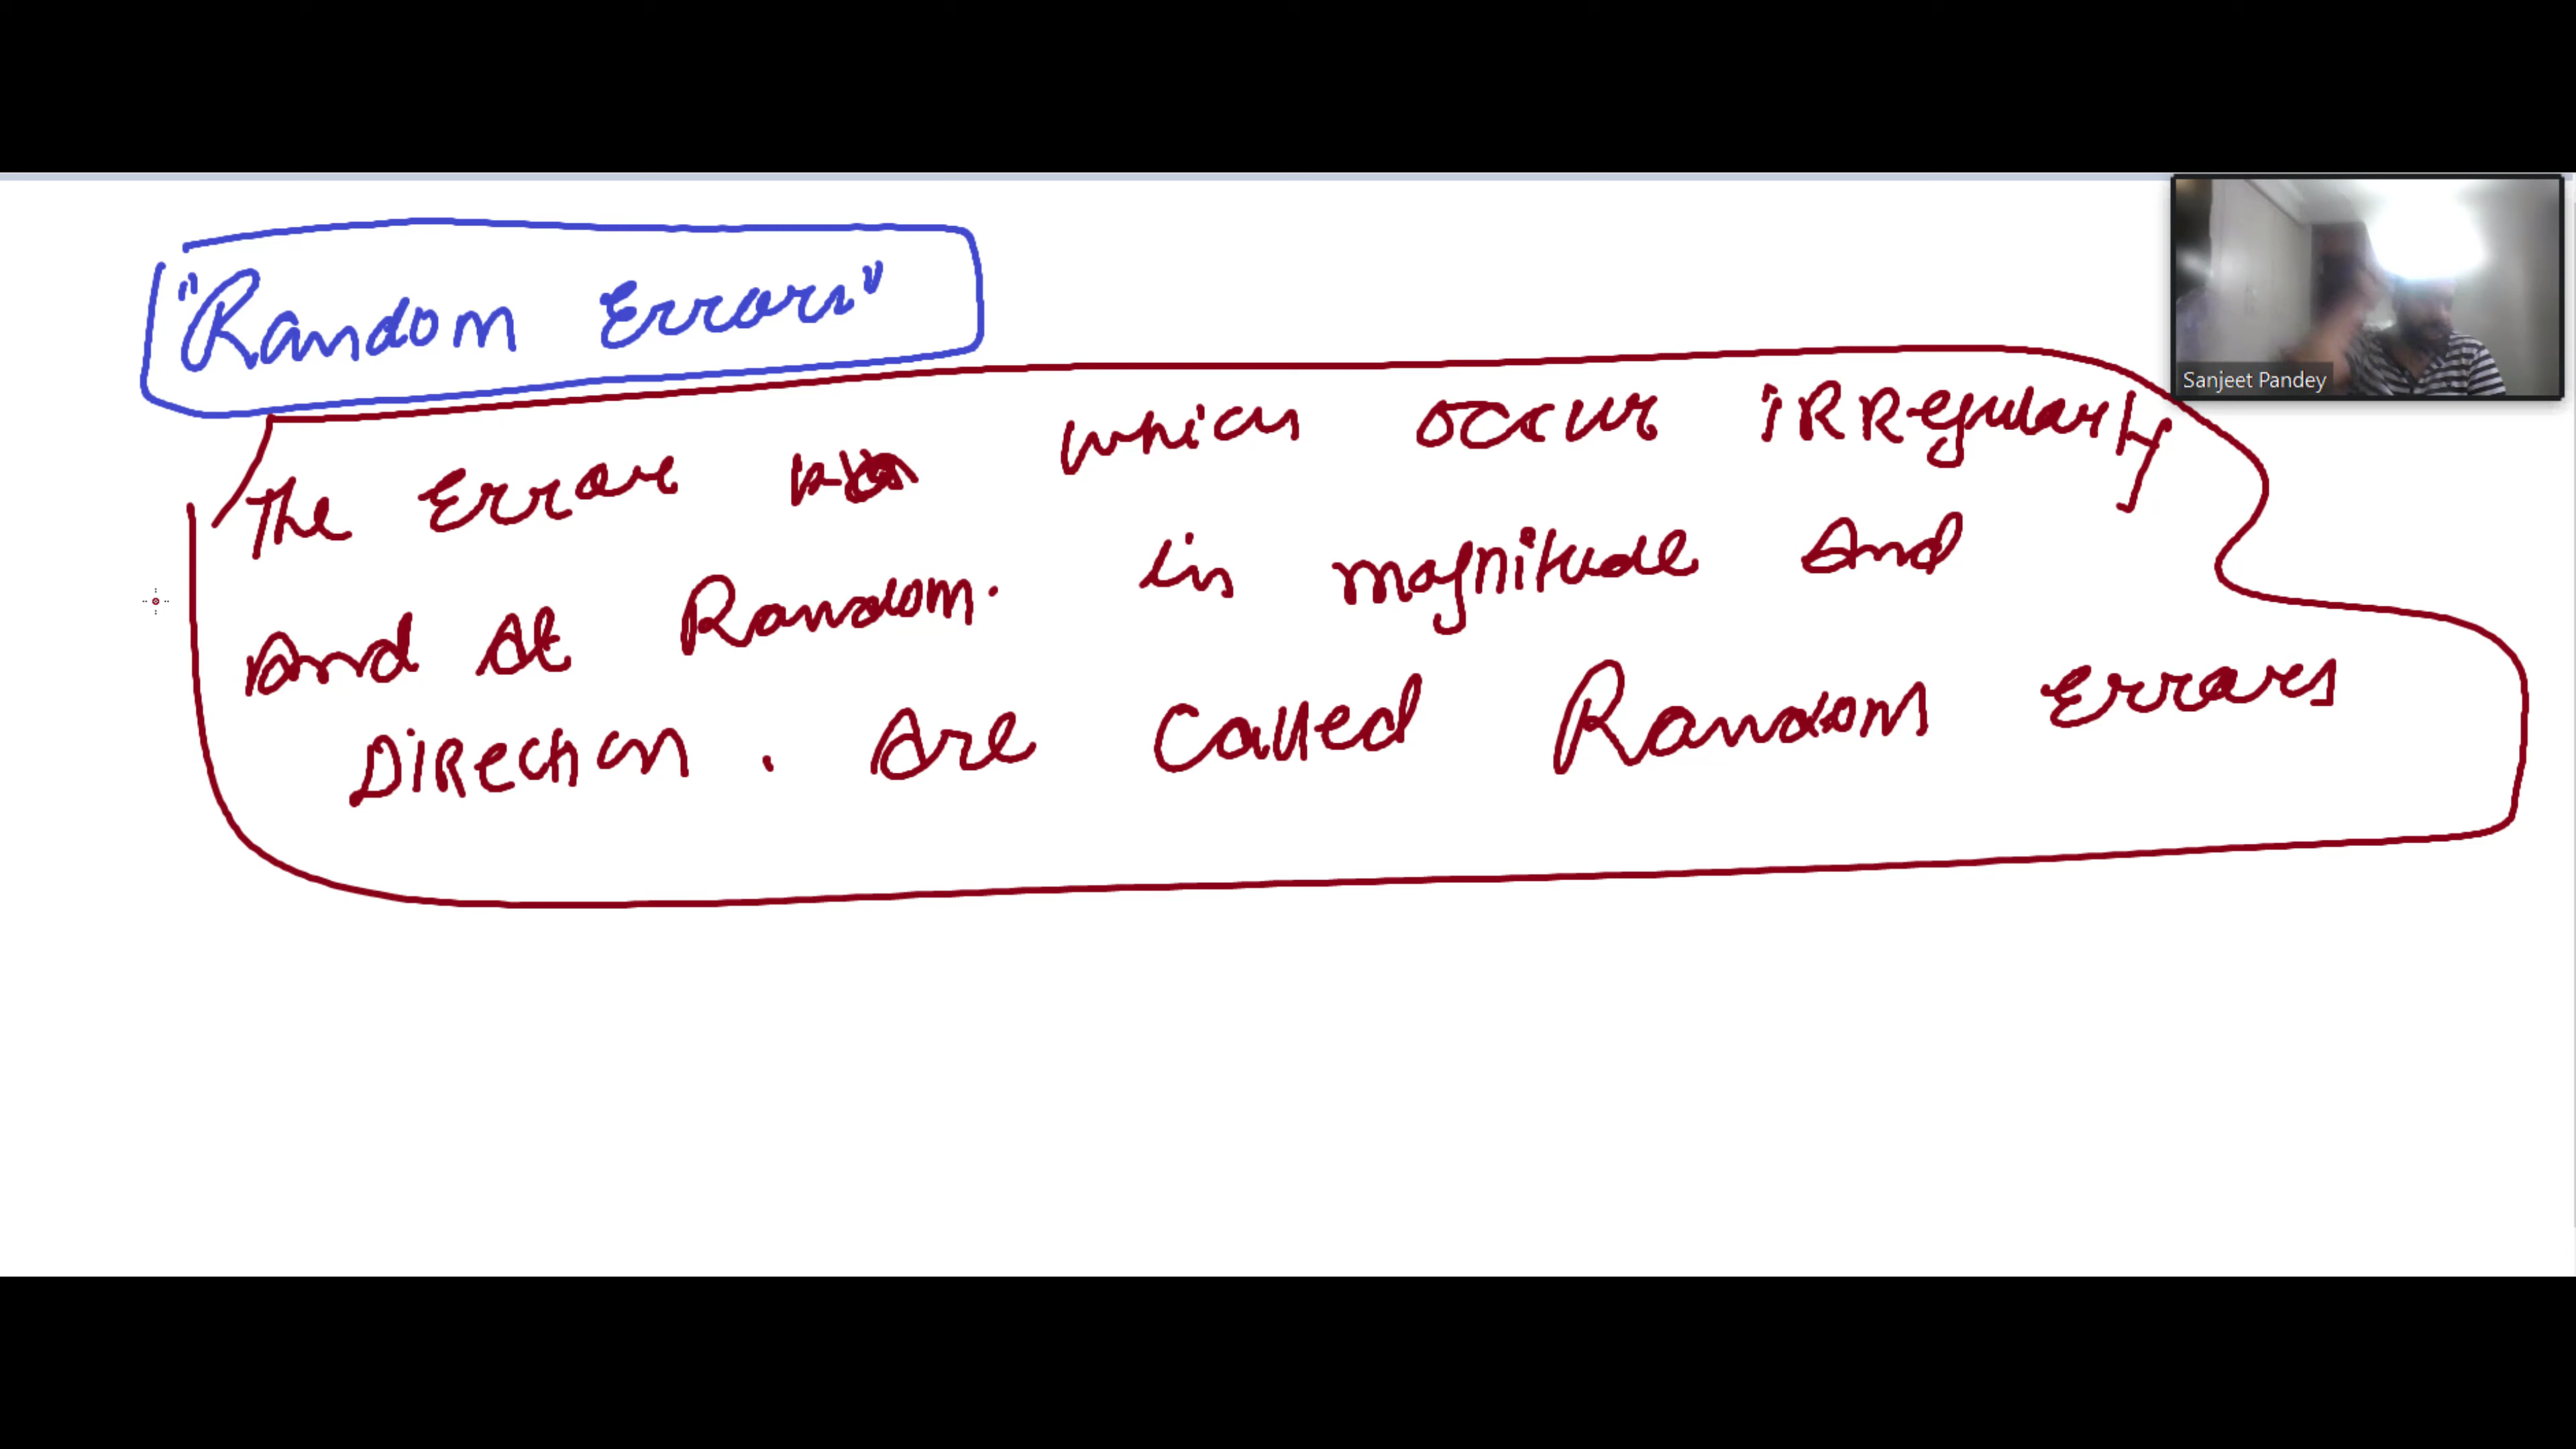 "Random Errors"
Sanjeet Pandey
The Error which occur iRRegularly
And At Random. in magnitude And
DiRection. Are called Random Errors